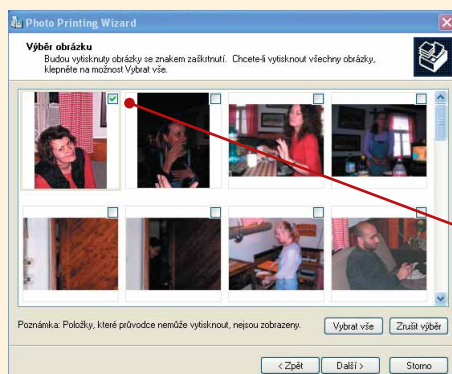 Photo Printing Wizard
Výběr obrázku
Budou vytisknuty obrázky se znakem zaškrtnutí. Chcete-li vytisknout všechny obrázky,
klepněte na možnost Vybrat vše.
Poznámka: Položky, které průvodce nemůže vytisknout, nejsou zobrazeny.
Vybrat vše
Zrušit výběr
< Zpět
Další >
Storno